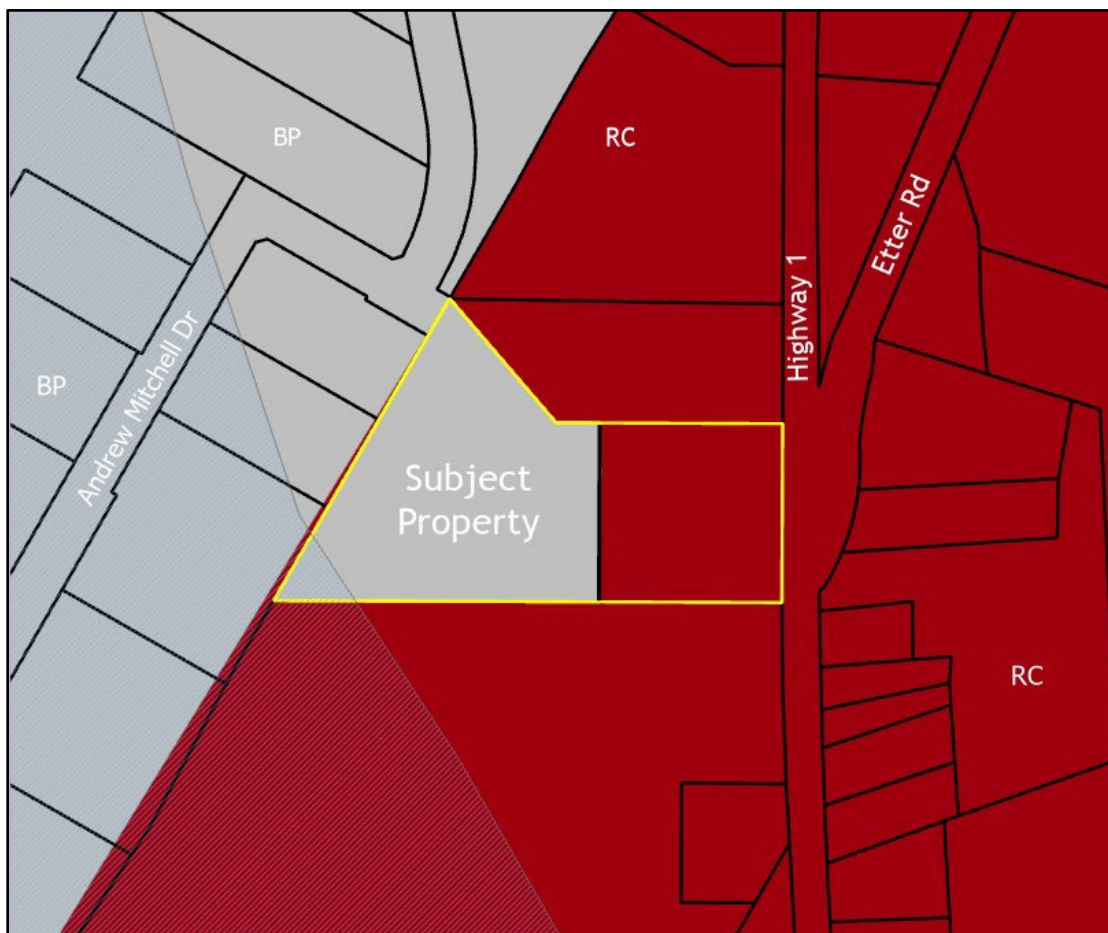 BP
RC
Etter Rd
Highway 1
Andrew Mitchell Dr
BP
Subject
Property
RC